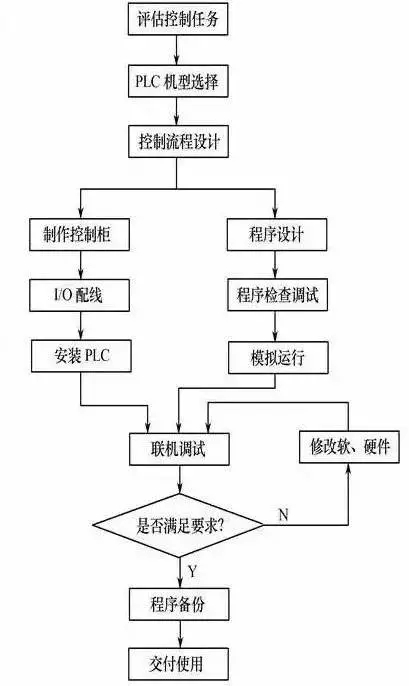 评估控制任务
PLC 机型选择
控制流程设计
制作控制柜
程序设计
I/O 配线
程序检查调试
安装 PLC
模拟运行
联机调试
修改软、硬件
是否满足要求?
N
Y
程序备份
交付使用